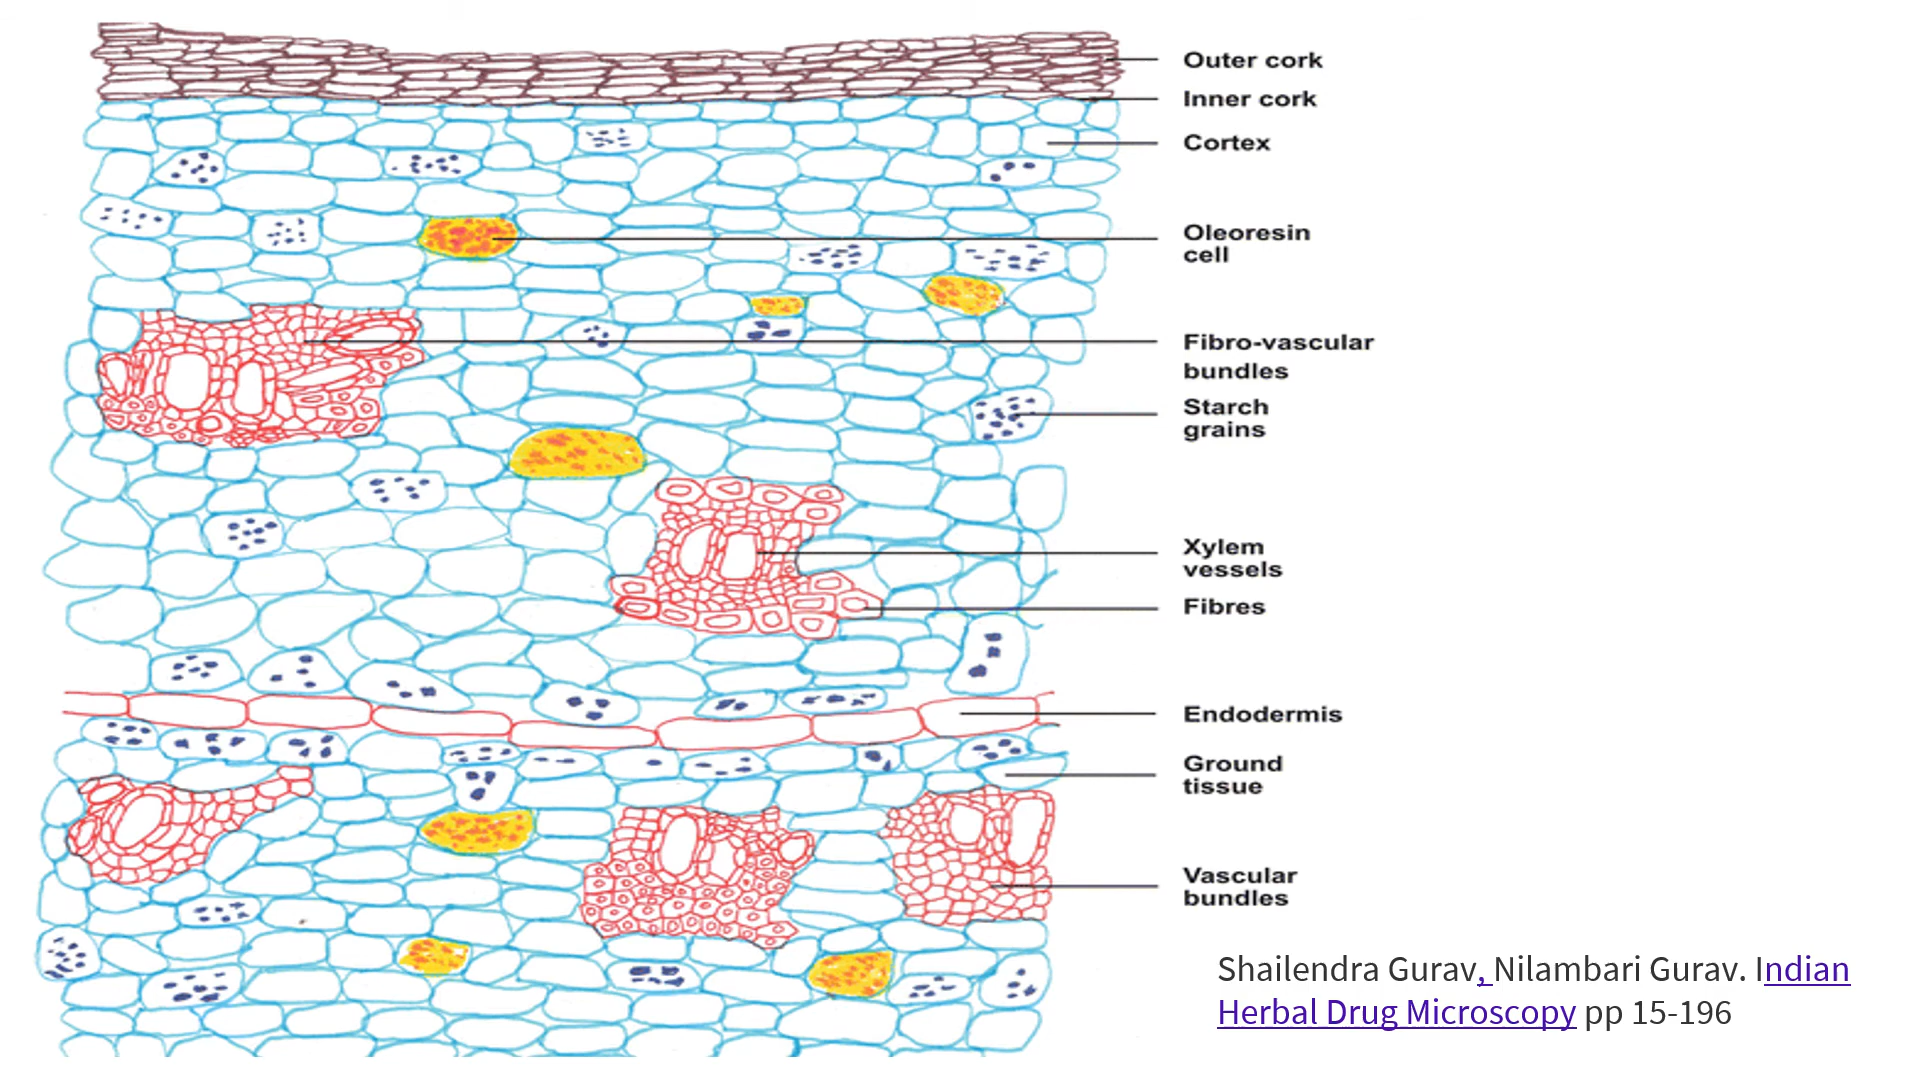 Outer cork
Inner cork
Cortex
Oleoresin
cell
Fibro-vascular
bundles
Starch
grains
Xylem
vessels
Fibres
Endodermis
Ground
tissue
Vascular
bundles
Shailendra Gurav, Nilambari Gurav. Indian
Herbal Drug Microscopy pp 15-196